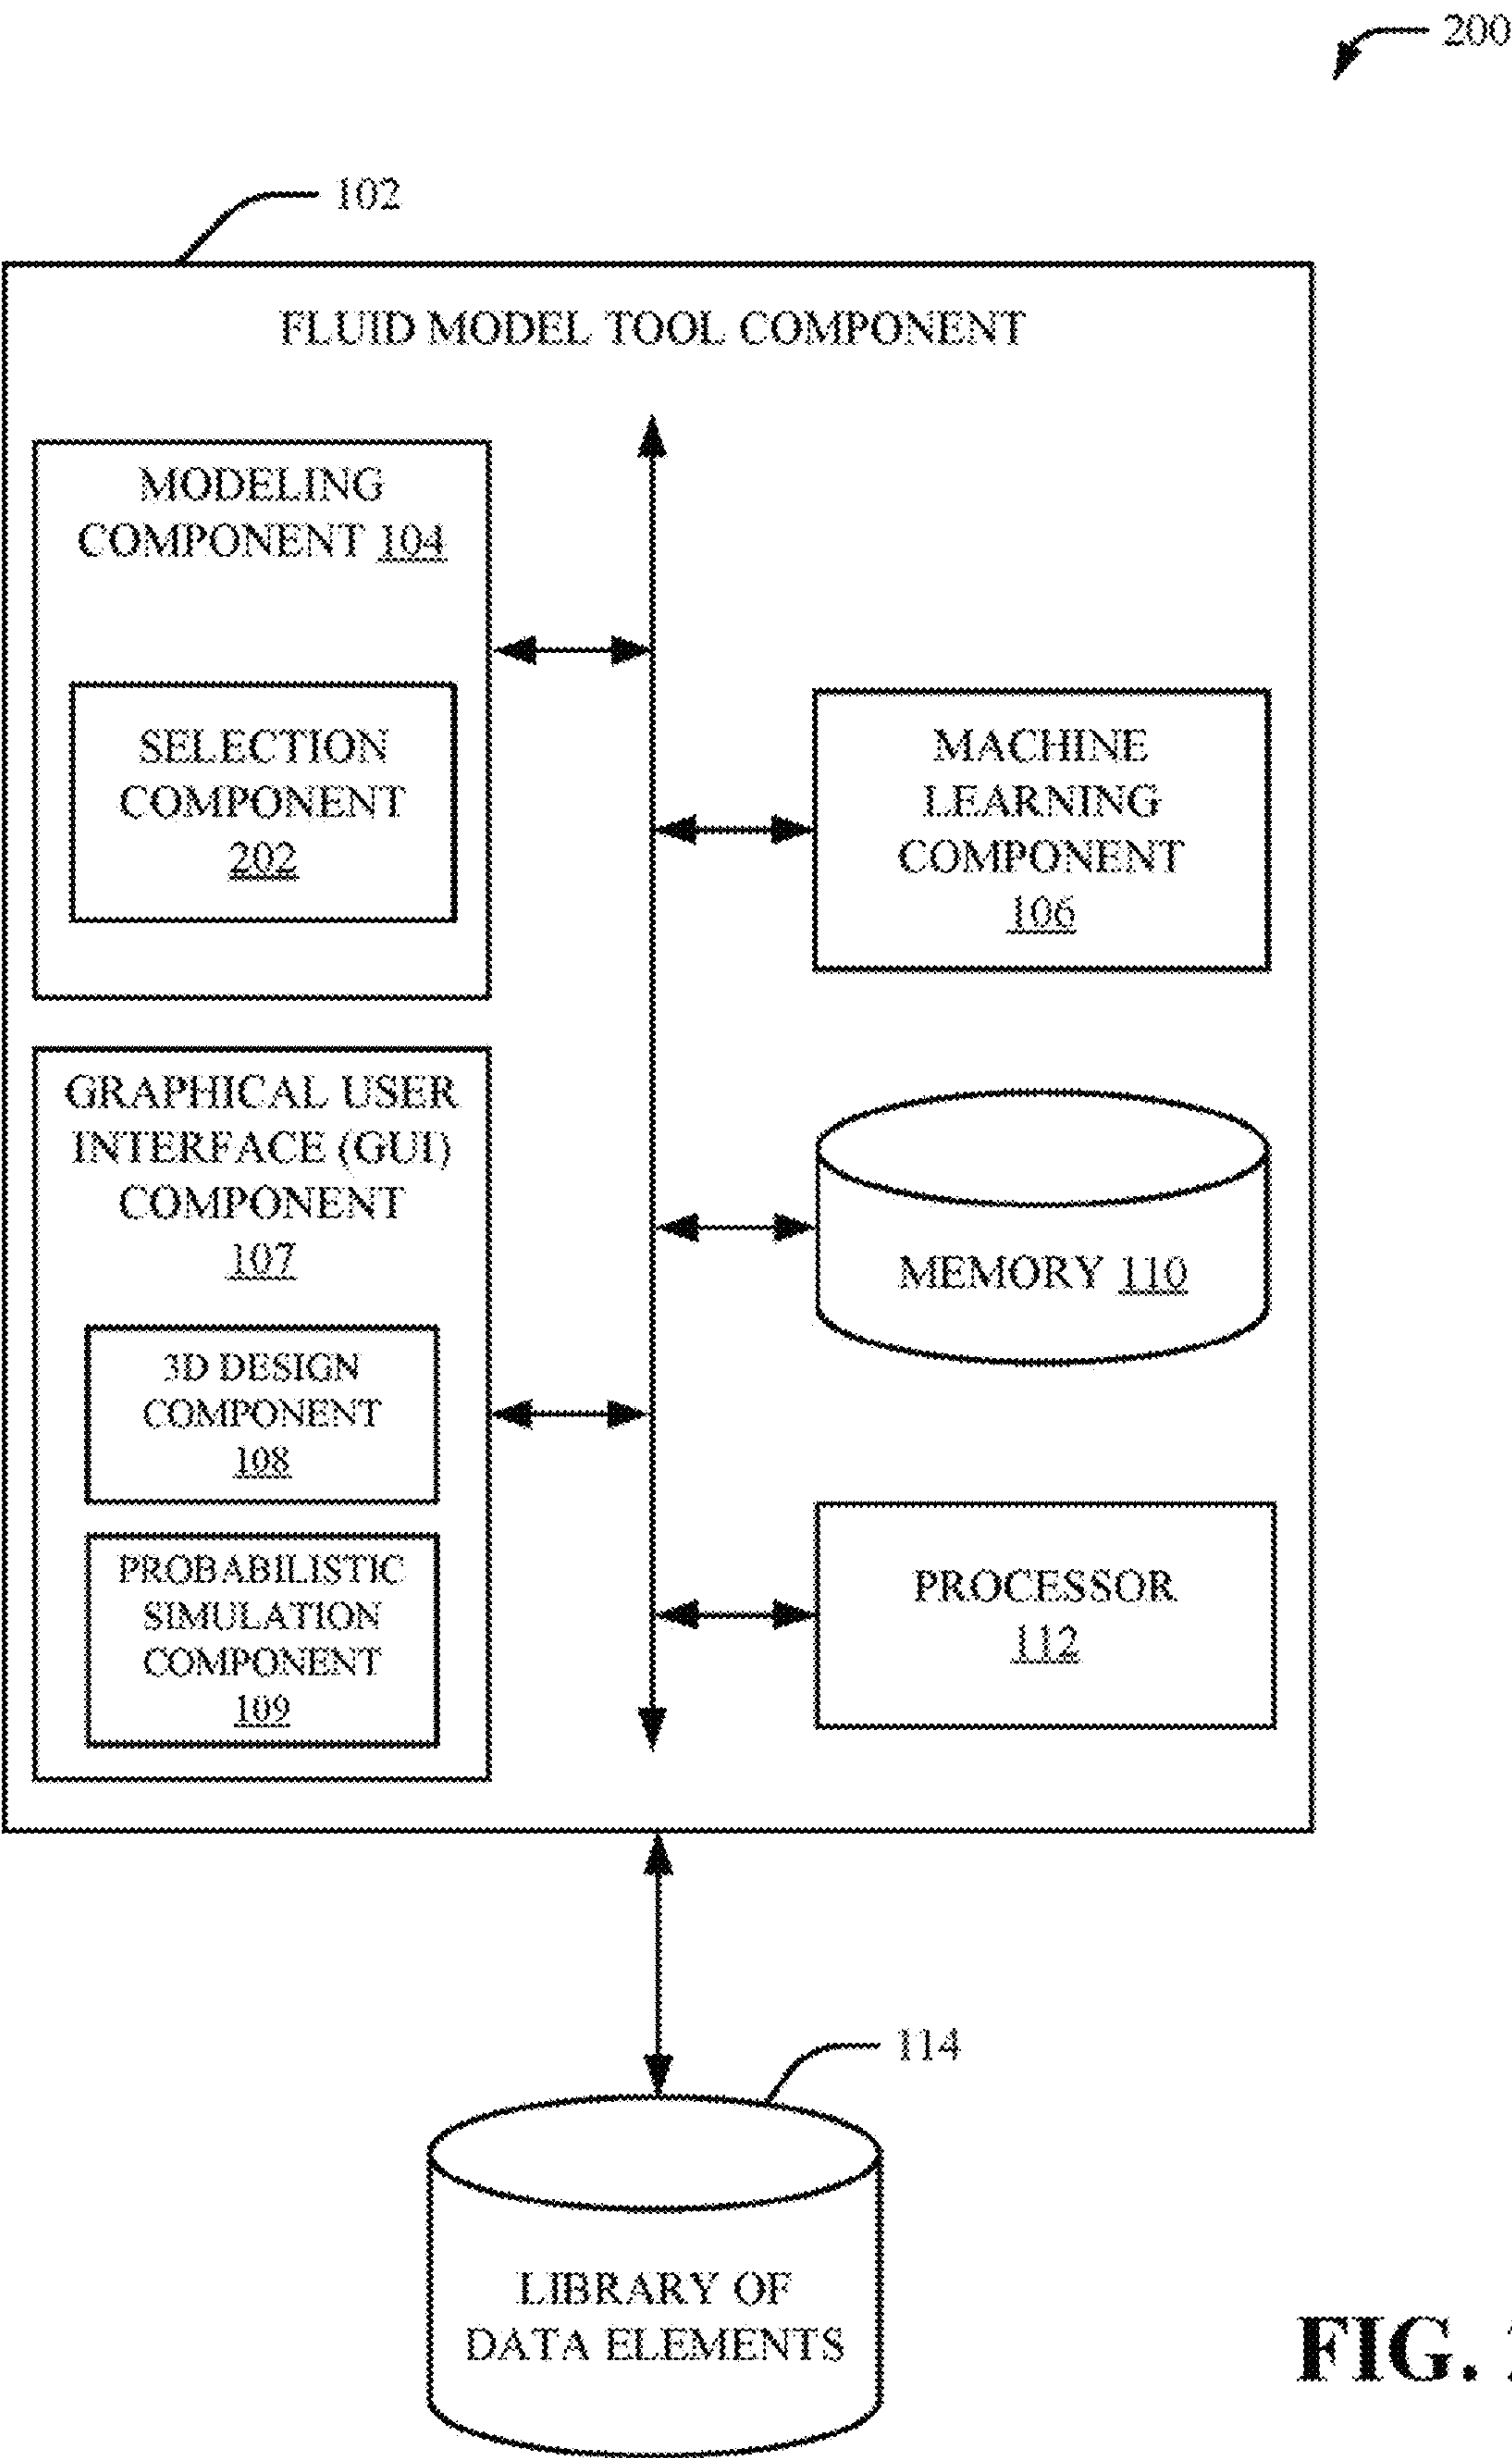 200
102
FLUID MODEL TOOL COMPONENT
MODELING
COMPONENT 104
SELECTION
COMPONENT
202
MACHINE
LEARNING
COMPONENT
106
GRAPHICAL USER
INTERFACE (GUI)
COMPONENT
107
3D DESIGN
COMPONENT
108
PROBABILISTIC
SIMULATION
COMPONENT
109
MEMORY 110
PROCESSOR
112
114
LIBRARY OF
DATA ELEMENTS
FIG.